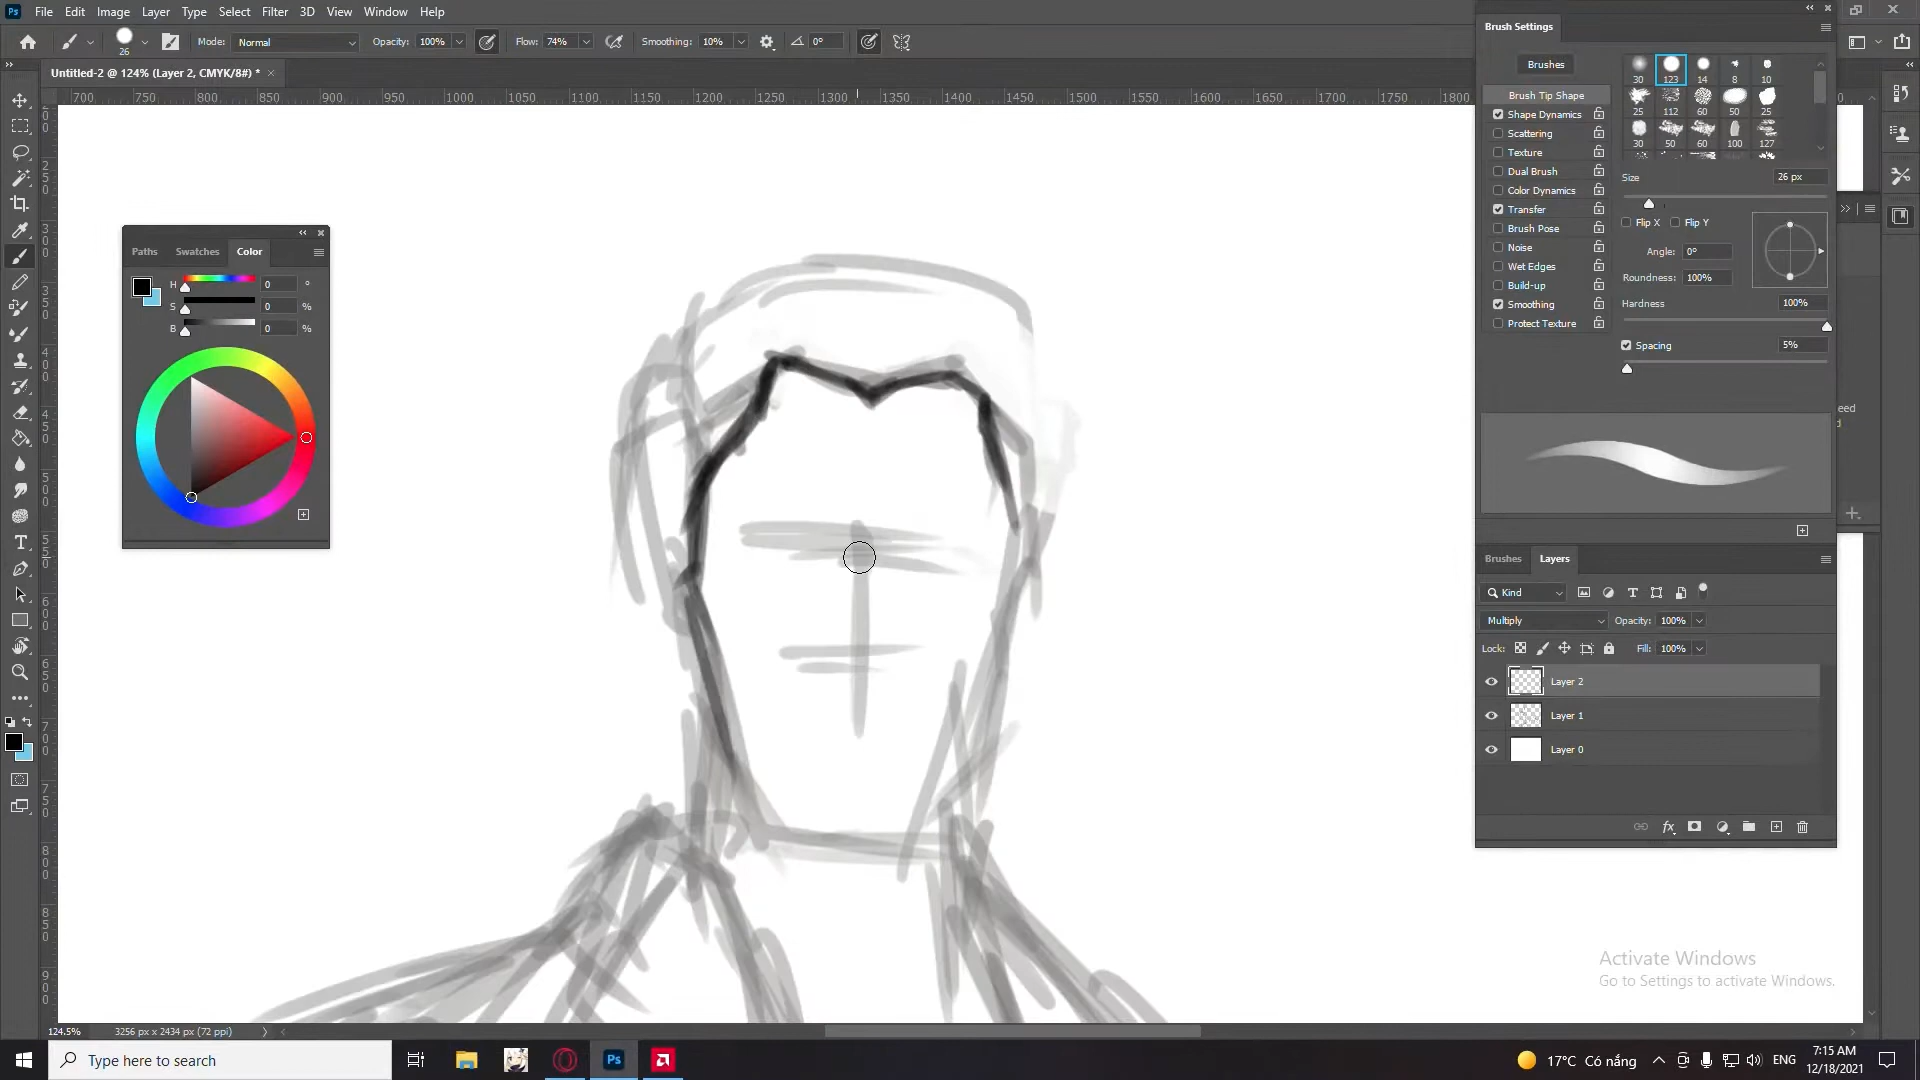 Ps File Edit Image Layer Type Select Filter 3D View Window Help
26 Mode: Normal Opacity: 100% Flow: 74% Smoothing: 10% 0°
Untitled-2 @ 124% (Layer 2, CMYK/8#) * ×
700 750 800 850 900 950 1000 1050 1100 1150 1200 1250 1300 1350 1400 1450 1500 1550 1600 1650 1700 1750 1800
Paths Swatches Color
H 0 °
S 0 %
B 0 %
Brush Settings
Brushes
30 123 14 8 10
25 112 60 50 25
30 50 60 100 127
Brush Tip Shape
Shape Dynamics
Scattering
Texture
Dual Brush
Color Dynamics
Transfer
Brush Pose
Noise
Wet Edges
Build-up
Smoothing
Protect Texture
Size 26 px
Flip X Flip Y
Angle: 0°
Roundness: 100%
Hardness 100%
Spacing 5%
Brushes Layers
Kind
Multiply Opacity: 100%
Lock: Fill: 100%
Layer 2
Layer 1
Layer 0
fx
Activate Windows
Go to Settings to activate Windows.
124.5% 3256 px x 2434 px (72 ppi)
Type here to search
Ps
17°C Có nắng
ENG
7:15 AM
12/18/2021